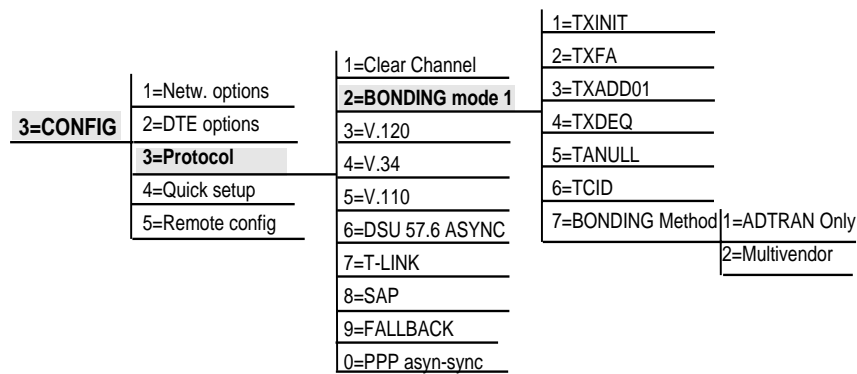 3=CONFIG
1=Netw. options
2=DTE options
3=Protocol
4=Quick setup
5=Remote config
1=Clear Channel
2=BONDING mode 1
3=V.120
4=V.34
5=V.110
6=DSU 57.6 ASYNC
7=T-LINK
8=SAP
9=FALLBACK
0=PPP asyn-sync
1=TXINIT
2=TXFA
3=TXADD01
4=TXDEQ
5=TANULL
6=TCID
7=BONDING Method
1=ADTRAN Only
2=Multivendor